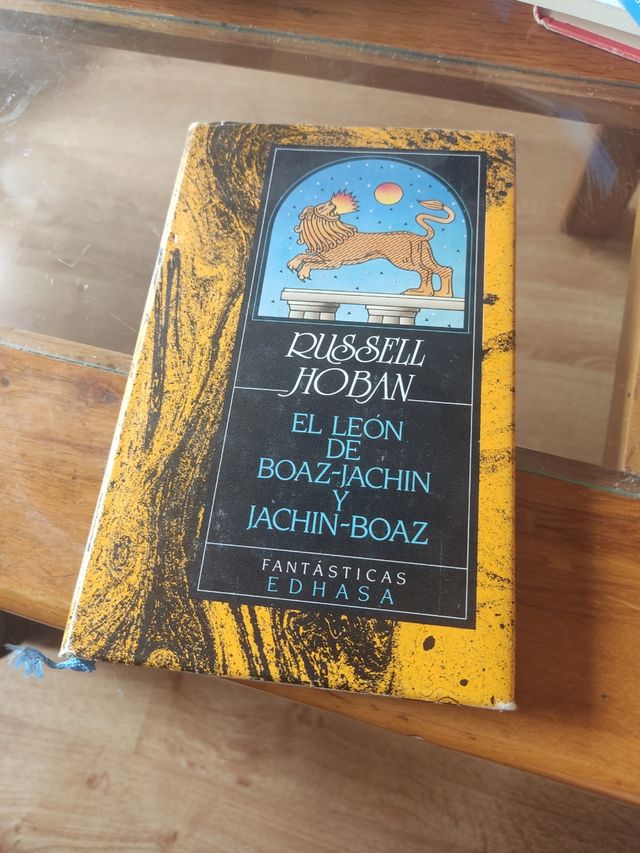 RUSSELL
HOBAN
EL LEÓN
DE
BOAZ-JACHIN
Y
JACHIN-BOAZ
FANTÁSTICAS
EDHASA